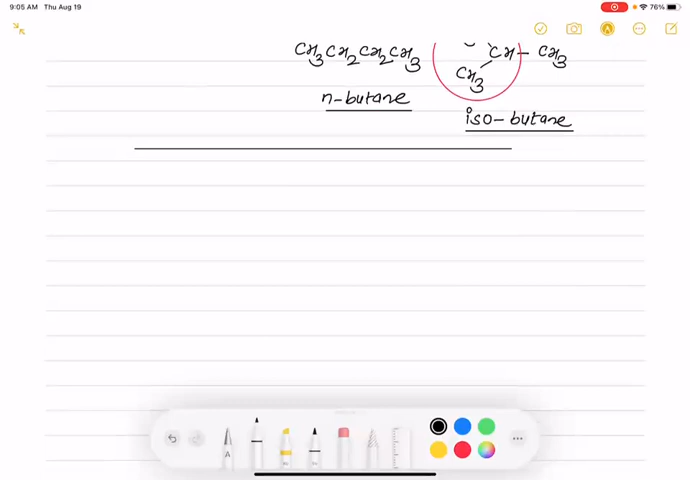 9:05 AM Thu Aug 19 76%
CH3CH2CH2CH3 CH-CH3
CH3
n-butane
iso-butane
A